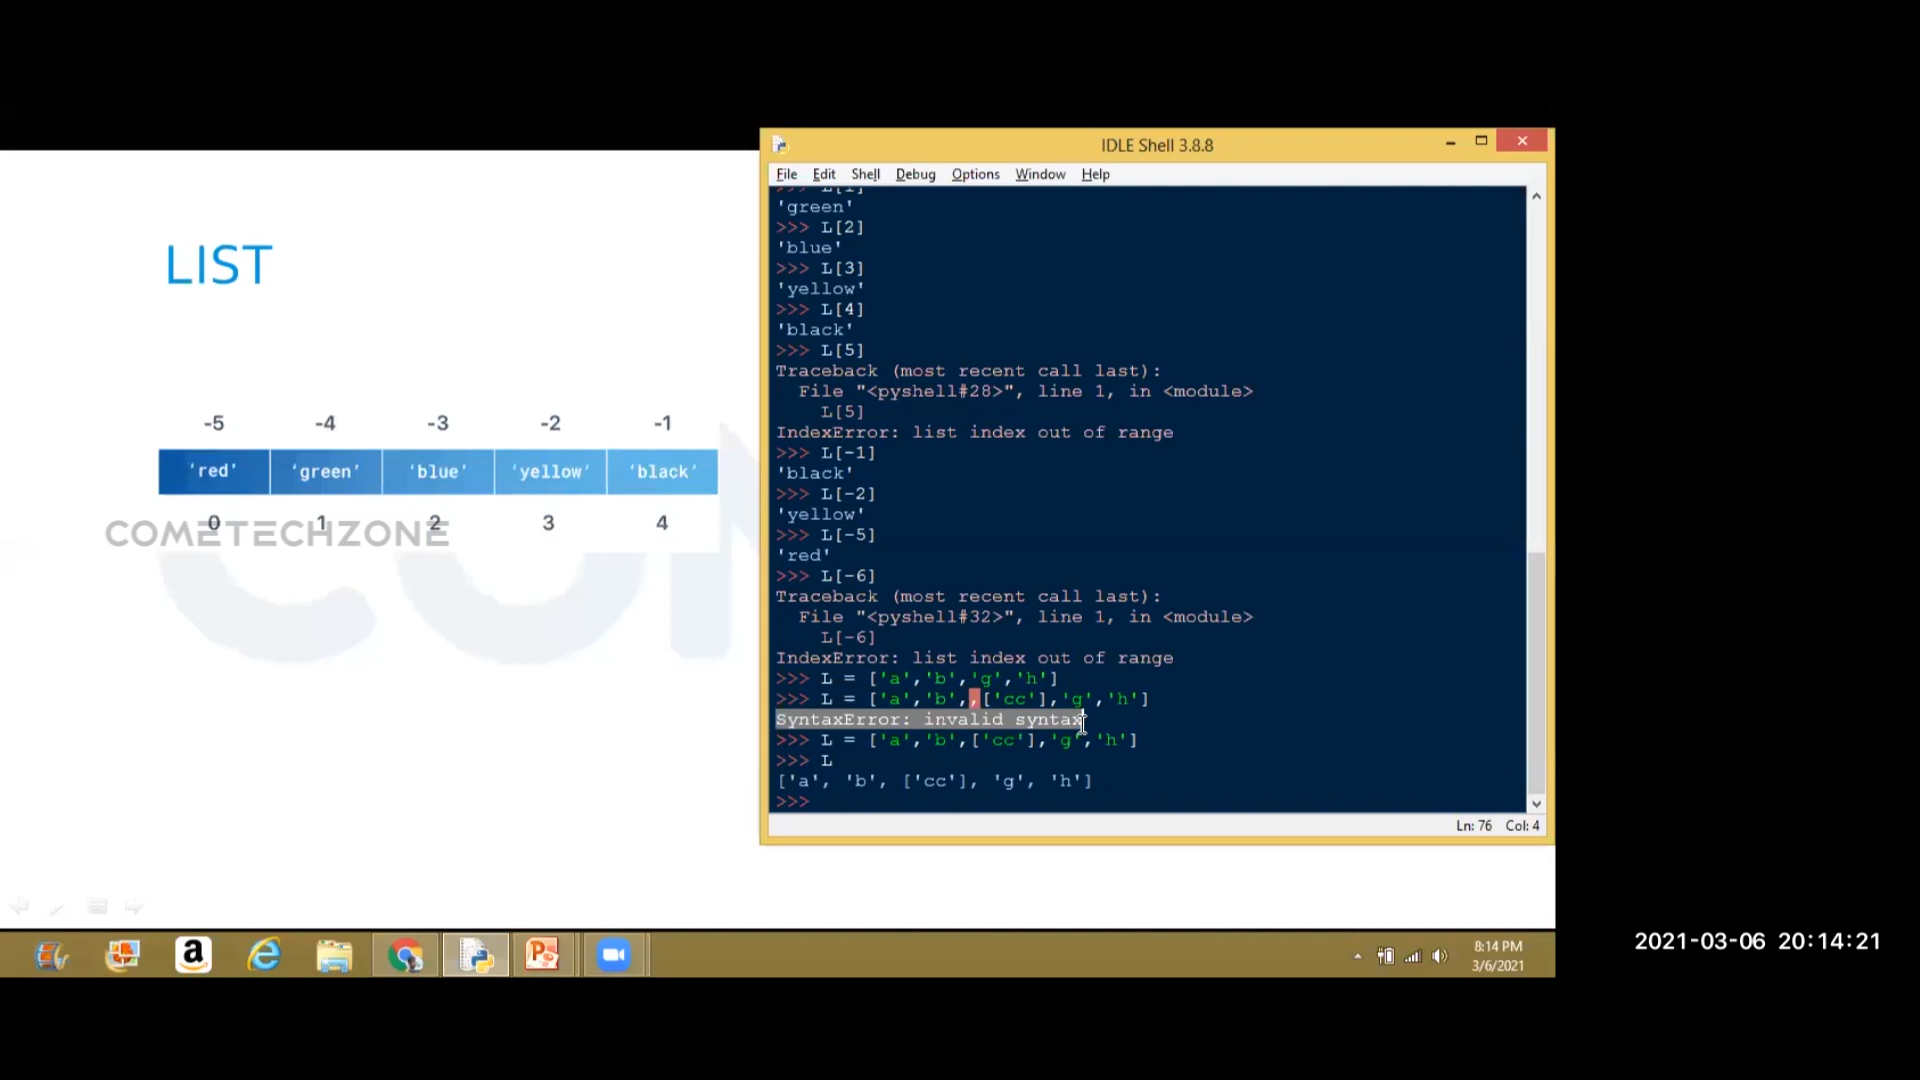 LIST
-5 -4 -3 -2 -1
'red' 'green' 'blue' 'yellow' 'black'
0 1 2 3 4
COMETECHZONE
IDLE Shell 3.8.8
File Edit Shell Debug Options Window Help
>>> L[1]
'green'
>>> L[2]
'blue'
>>> L[3]
'yellow'
>>> L[4]
'black'
>>> L[5]
Traceback (most recent call last):
  File "<pyshell#28>", line 1, in <module>
    L[5]
IndexError: list index out of range
>>> L[-1]
'black'
>>> L[-2]
'yellow'
>>> L[-5]
'red'
>>> L[-6]
Traceback (most recent call last):
  File "<pyshell#32>", line 1, in <module>
    L[-6]
IndexError: list index out of range
>>> L = ['a','b','g','h']
>>> L = ['a','b',,['cc'],'g','h']
SyntaxError: invalid syntax
>>> L = ['a','b',['cc'],'g','h']
>>> L
['a', 'b', ['cc'], 'g', 'h']
>>>
Ln: 76 Col: 4
8:14 PM
3/6/2021
2021-03-06 20:14:21